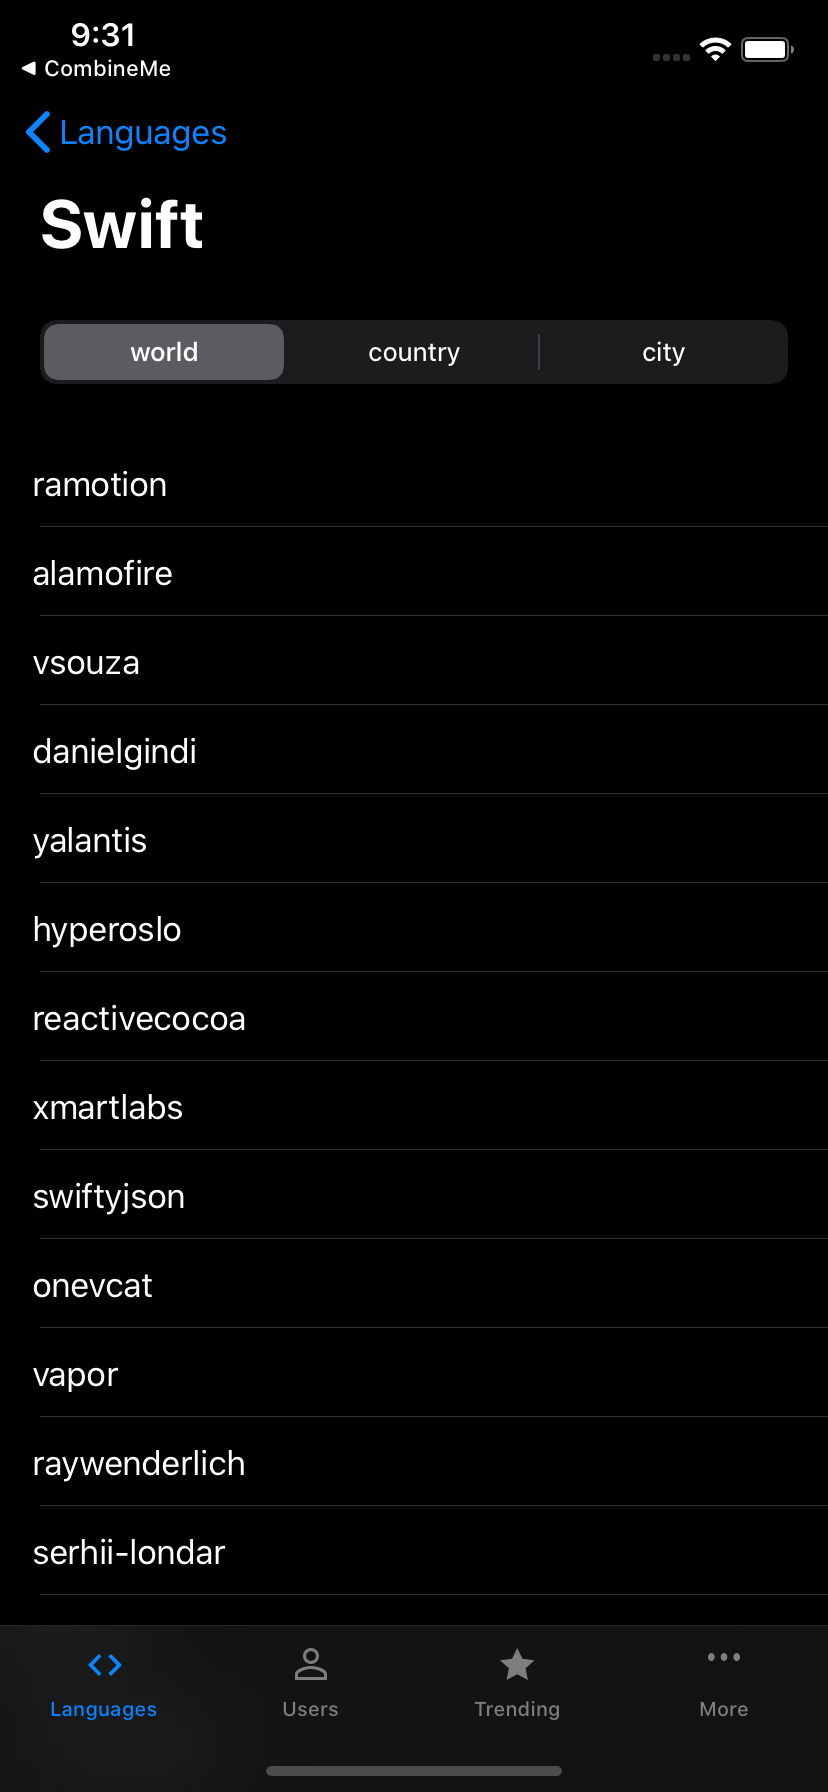 9:31
◀ CombineMe
Languages
Swift
world country city
ramotion
alamofire
vsouza
danielgindi
yalantis
hyperoslo
reactivecocoa
xmartlabs
swiftyjson
onevcat
vapor
raywenderlich
serhii-londar
Languages Users Trending More